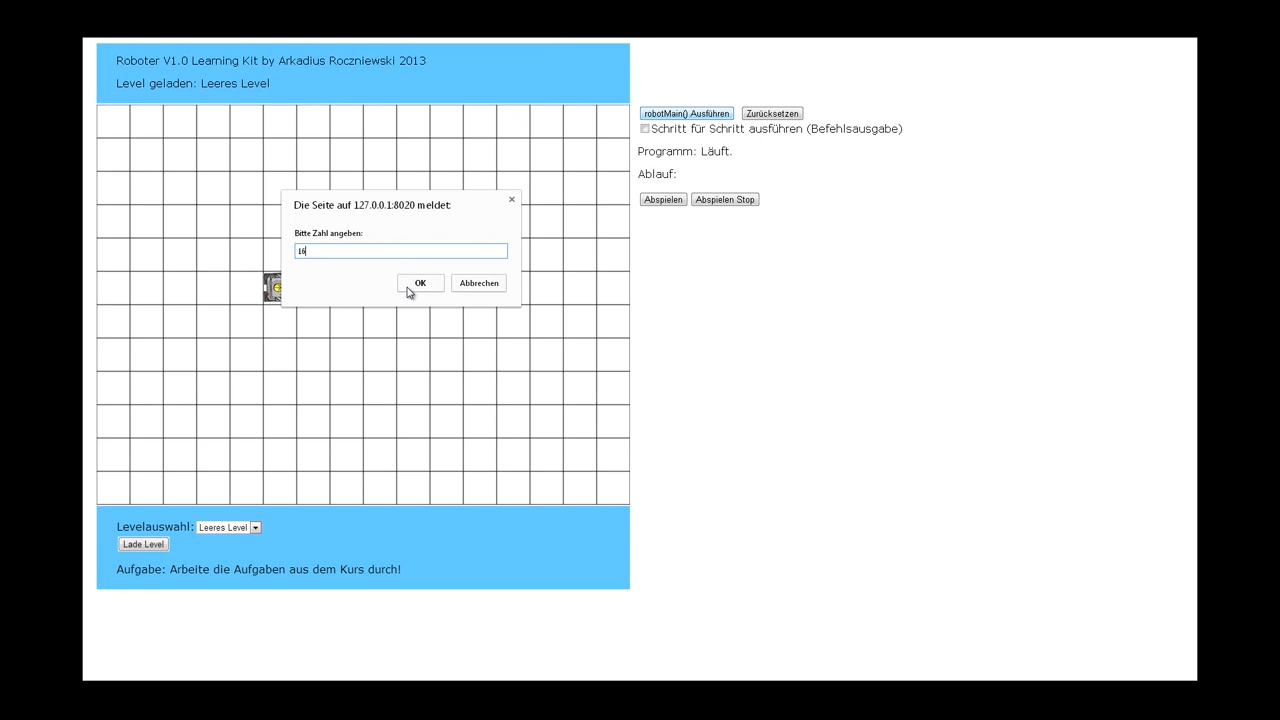 Roboter V1.0 Learning Kit by Arkadius Roczniewski 2013
Level geladen: Leeres Level
robotMain() Ausführen
Zurücksetzen
Schritt für Schritt ausführen (Befehlsausgabe)
Programm: Läuft.
Ablauf:
Abspielen
Abspielen Stop
Die Seite auf 127.0.0.1:8020 meldet:
Bitte Zahl angeben:
16
OK
Abbrechen
Levelauswahl: Leeres Level
Lade Level
Aufgabe: Arbeite die Aufgaben aus dem Kurs durch!